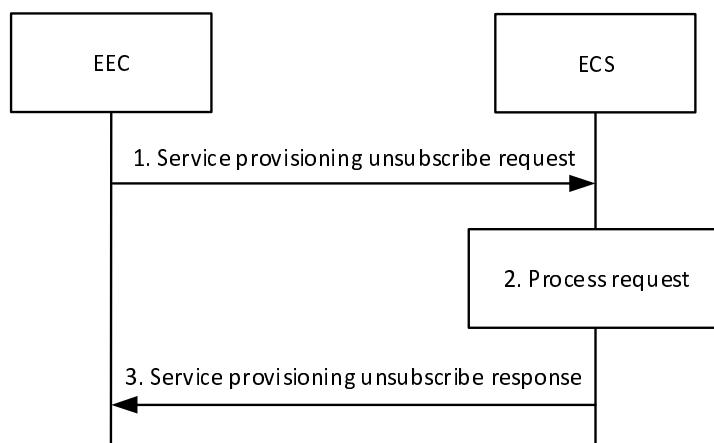 EEC
ECS
1. Service provisioning unsubscribe request
2. Process request
3. Service provisioning unsubscribe response